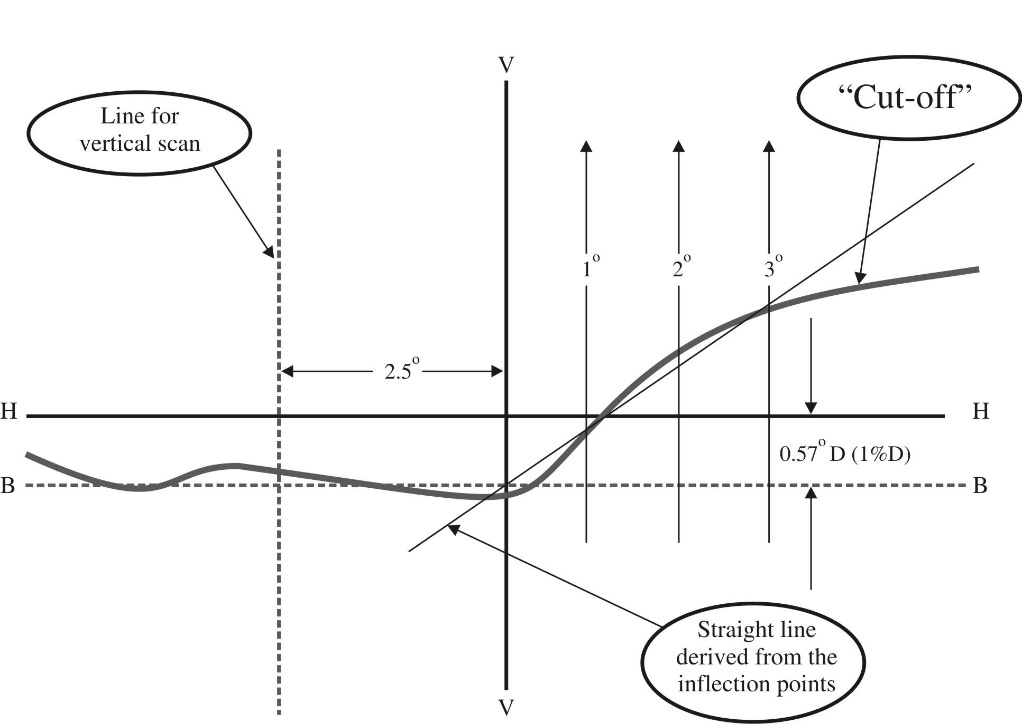 V
“Cut-off”
Line for
vertical scan
1°
2°
3°
2.5°
H
H
0.57° D (1%D)
B
B
Straight line
derived from the
inflection points
V